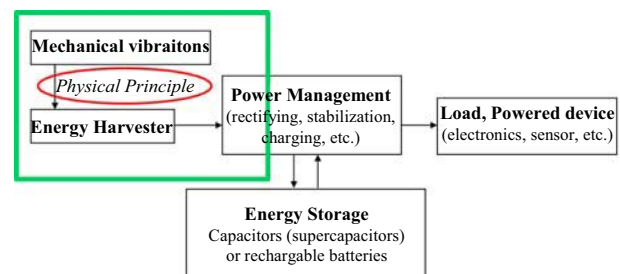 Mechanical vibraitons
Physical Principle
Energy Harvester
Power Management
(rectifying, stabilization,
charging, etc.)
Load, Powered device
(electronics, sensor, etc.)
Energy Storage
Capacitors (supercapacitors)
or rechargable batteries